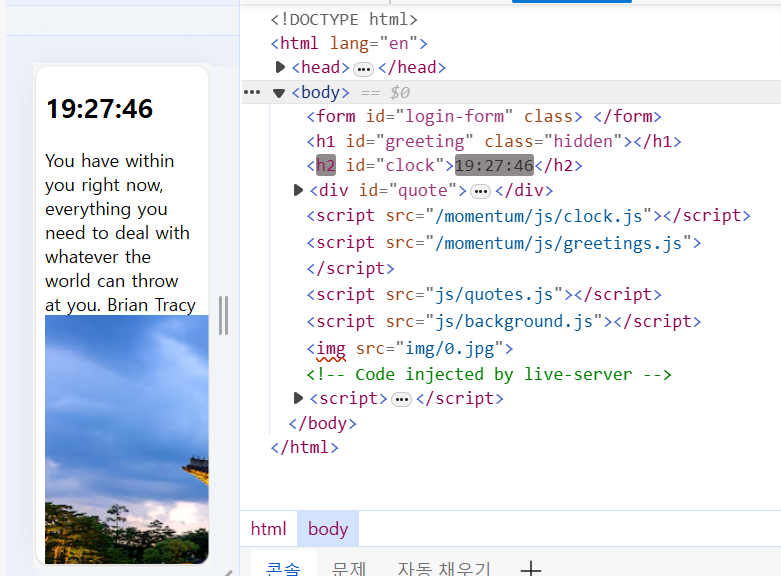 19:27:46
You have within
you right now,
everything you
need to deal with
whatever the
world can throw
at you. Brian Tracy
<!DOCTYPE html>
<html lang="en">
<head> ••• </head>
••• <body> == $0
<form id="login-form" class> </form>
<h1 id="greeting" class="hidden"></h1>
<h2 id="clock">19:27:46</h2>
<div id="quote"> ••• </div>
<script src="/momentum/js/clock.js"></script>
<script src="/momentum/js/greetings.js">
</script>
<script src="js/quotes.js"></script>
<script src="js/background.js"></script>
<img src="img/0.jpg">
<!-- Code injected by live-server -->
<script> ••• </script>
</body>
</html>
html body
콘솔 문제 자동 채우기 +